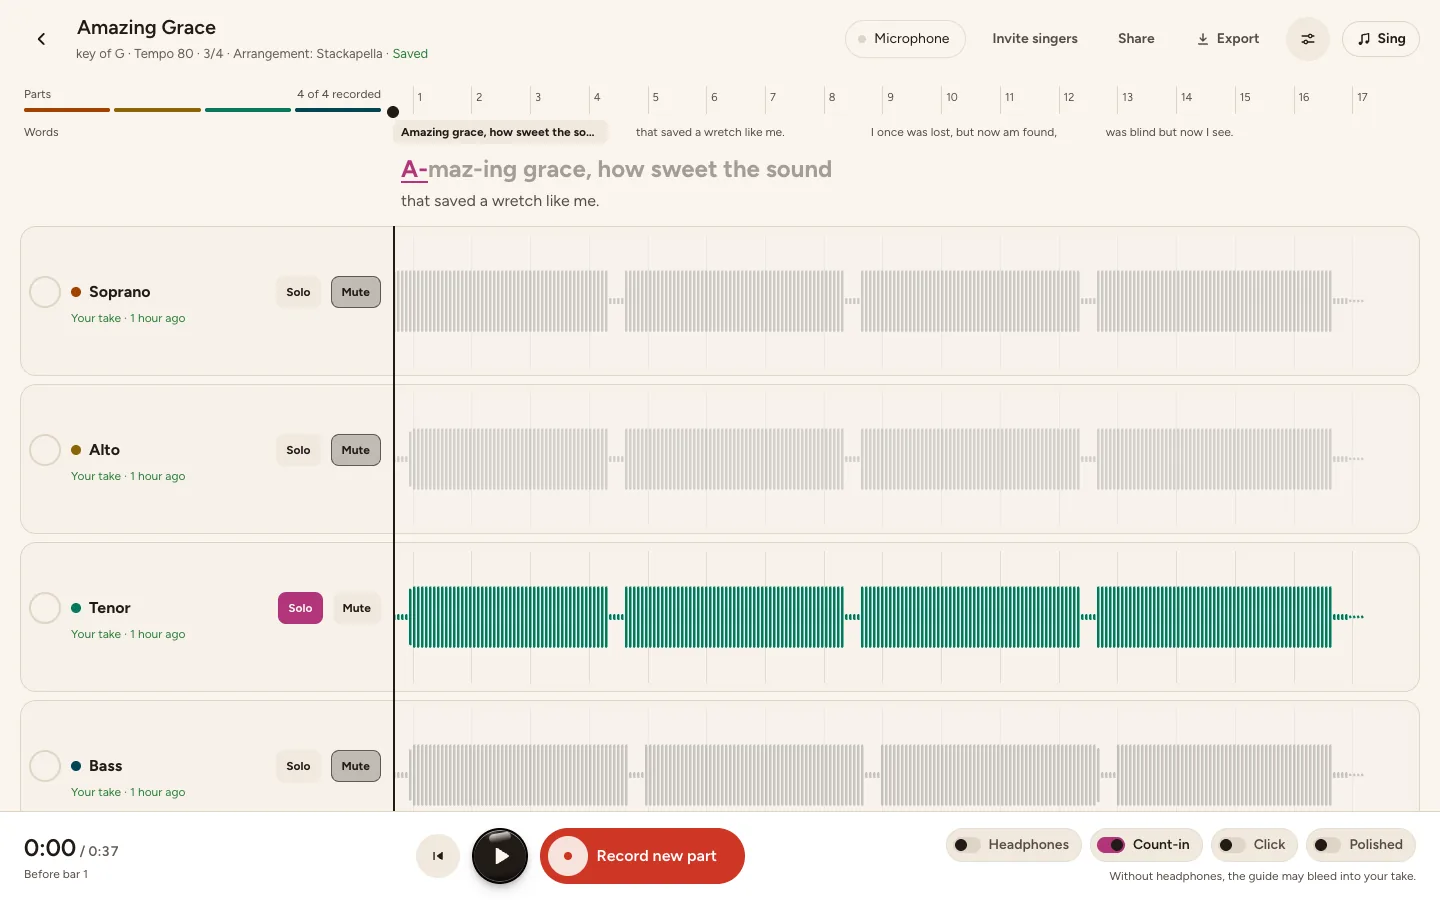 Amazing Grace
key of G · Tempo 80 · 3/4 · Arrangement: Stackapella · Saved
Microphone
Invite singers
Share
Export
Sing
Parts
4 of 4 recorded
1 2 3 4 5 6 7 8 9 10 11 12 13 14 15 16 17
Words
Amazing grace, how sweet the so...
that saved a wretch like me.
I once was lost, but now am found,
was blind but now I see.
A-maz-ing grace, how sweet the sound
that saved a wretch like me.
Soprano
Solo
Mute
Your take · 1 hour ago
Alto
Solo
Mute
Your take · 1 hour ago
Tenor
Solo
Mute
Your take · 1 hour ago
Bass
Solo
Mute
Your take · 1 hour ago
0:00 / 0:37
Before bar 1
Record new part
Headphones
Count-in
Click
Polished
Without headphones, the guide may bleed into your take.